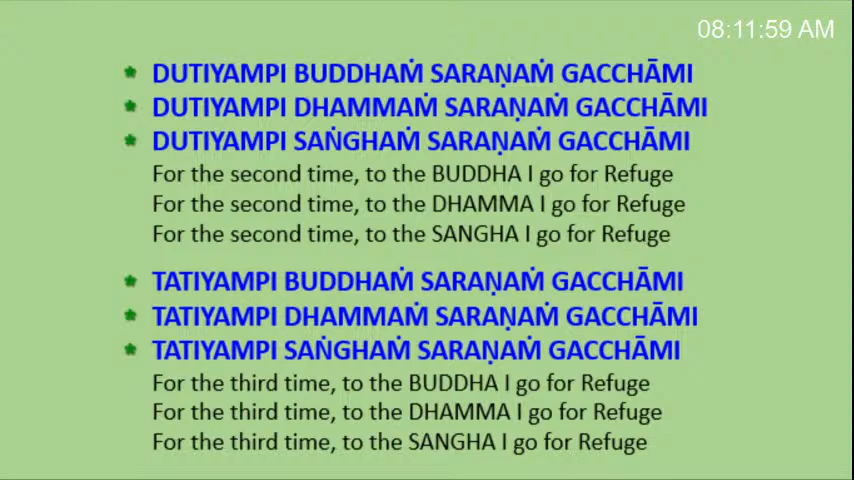 08:11:59 AM
DUTIYAMPI BUDDHAṀ SARAṆAṀ GACCHĀMI
DUTIYAMPI DHAMMAṀ SARAṆAṀ GACCHĀMI
DUTIYAMPI SAṄGHAṀ SARAṆAṀ GACCHĀMI
For the second time, to the BUDDHA I go for Refuge
For the second time, to the DHAMMA I go for Refuge
For the second time, to the SANGHA I go for Refuge
TATIYAMPI BUDDHAṀ SARAṆAṀ GACCHĀMI
TATIYAMPI DHAMMAṀ SARAṆAṀ GACCHĀMI
TATIYAMPI SAṄGHAṀ SARAṆAṀ GACCHĀMI
For the third time, to the BUDDHA I go for Refuge
For the third time, to the DHAMMA I go for Refuge
For the third time, to the SANGHA I go for Refuge